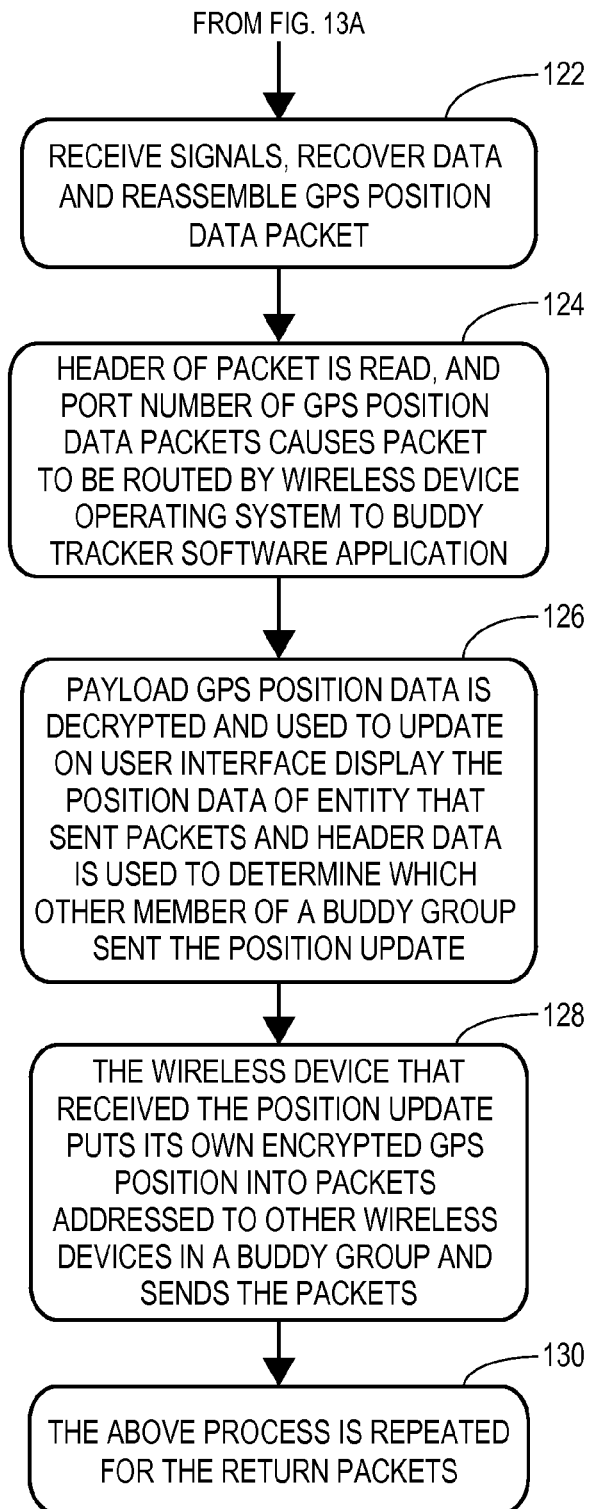 FROM FIG. 13A
122
RECEIVE SIGNALS, RECOVER DATA
AND REASSEMBLE GPS POSITION
DATA PACKET
124
HEADER OF PACKET IS READ, AND
PORT NUMBER OF GPS POSITION
DATA PACKETS CAUSES PACKET
TO BE ROUTED BY WIRELESS DEVICE
OPERATING SYSTEM TO BUDDY
TRACKER SOFTWARE APPLICATION
126
PAYLOAD GPS POSITION DATA IS
DECRYPTED AND USED TO UPDATE
ON USER INTERFACE DISPLAY THE
POSITION DATA OF ENTITY THAT
SENT PACKETS AND HEADER DATA
IS USED TO DETERMINE WHICH
OTHER MEMBER OF A BUDDY GROUP
SENT THE POSITION UPDATE
128
THE WIRELESS DEVICE THAT
RECEIVED THE POSITION UPDATE
PUTS ITS OWN ENCRYPTED GPS
POSITION INTO PACKETS
ADDRESSED TO OTHER WIRELESS
DEVICES IN A BUDDY GROUP AND
SENDS THE PACKETS
130
THE ABOVE PROCESS IS REPEATED
FOR THE RETURN PACKETS